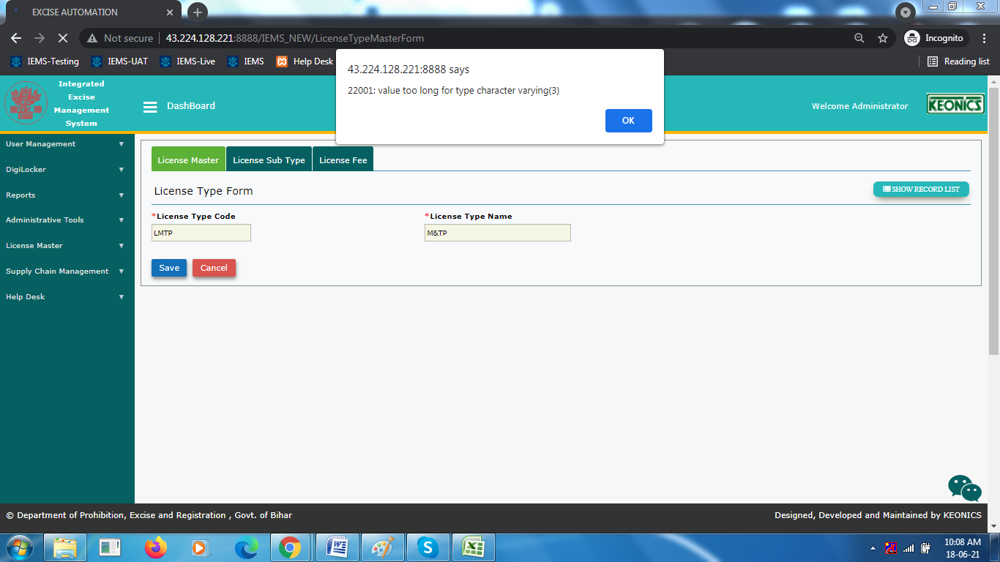 EXCISE AUTOMATION
Not secure 43.224.128.221:8888/IEMS_NEW/LicenseTypeMasterForm
Incognito
IEMS-Testing
IEMS-UAT
IEMS-Live
IEMS
Help Desk
Reading list
43.224.128.221:8888 says
22001: value too long for type character varying(3)
OK
Integrated
Excise
Management
System
DashBoard
Welcome Administrator
KEONICS
User Management
DigiLocker
Reports
Administrative Tools
License Master
Supply Chain Management
Help Desk
License Master
License Sub Type
License Fee
License Type Form
SHOW RECORD LIST
*License Type Code
*License Type Name
LMTP
M&TP
Save
Cancel
© Department of Prohibition, Excise and Registration , Govt. of Bihar
Designed, Developed and Maintained by KEONICS
10:08 AM
18-06-21